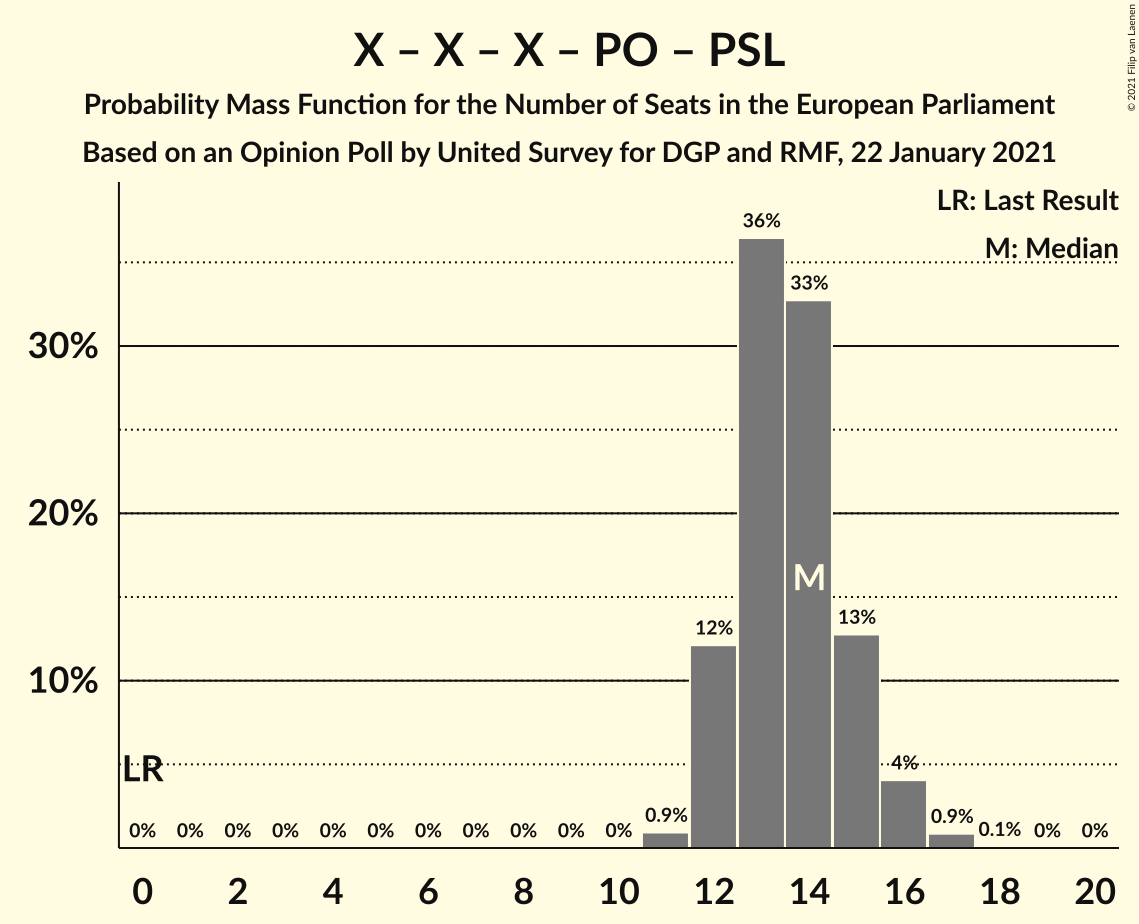 X – X – X – PO – PSL
Probability Mass Function for the Number of Seats in the European Parliament
Based on an Opinion Poll by United Survey for DGP and RMF, 22 January 2021
© 2021 Filip van Laenen
LR: Last Result
M: Median
36%
33%
30%
20%
M
13%
12%
10%
LR
4%
0% 0% 0% 0% 0% 0% 0% 0% 0% 0% 0% 0.9% 0.9% 0.1% 0% 0%
0 2 4 6 8 10 12 14 16 18 20